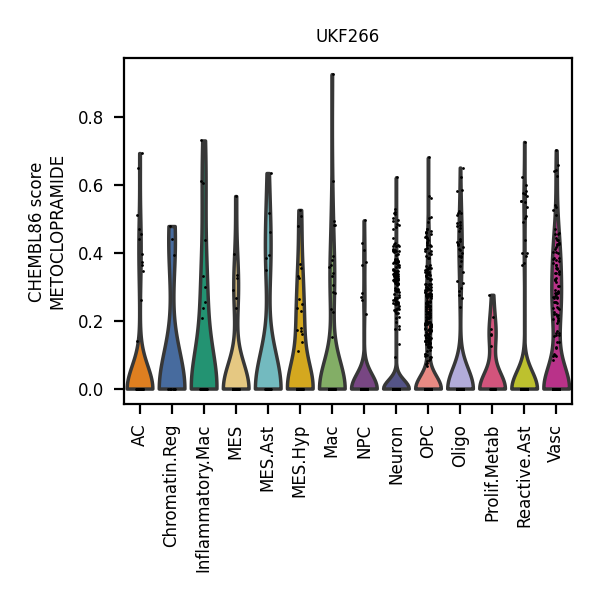 UKF266
CHEMBL86 score
METOCLOPRAMIDE
0.8
0.6
0.4
0.2
0.0
AC
Chromatin.Reg
Inflammatory.Mac
MES
MES.Ast
MES.Hyp
Mac
NPC
Neuron
OPC
Oligo
Prolif.Metab
Reactive.Ast
Vasc